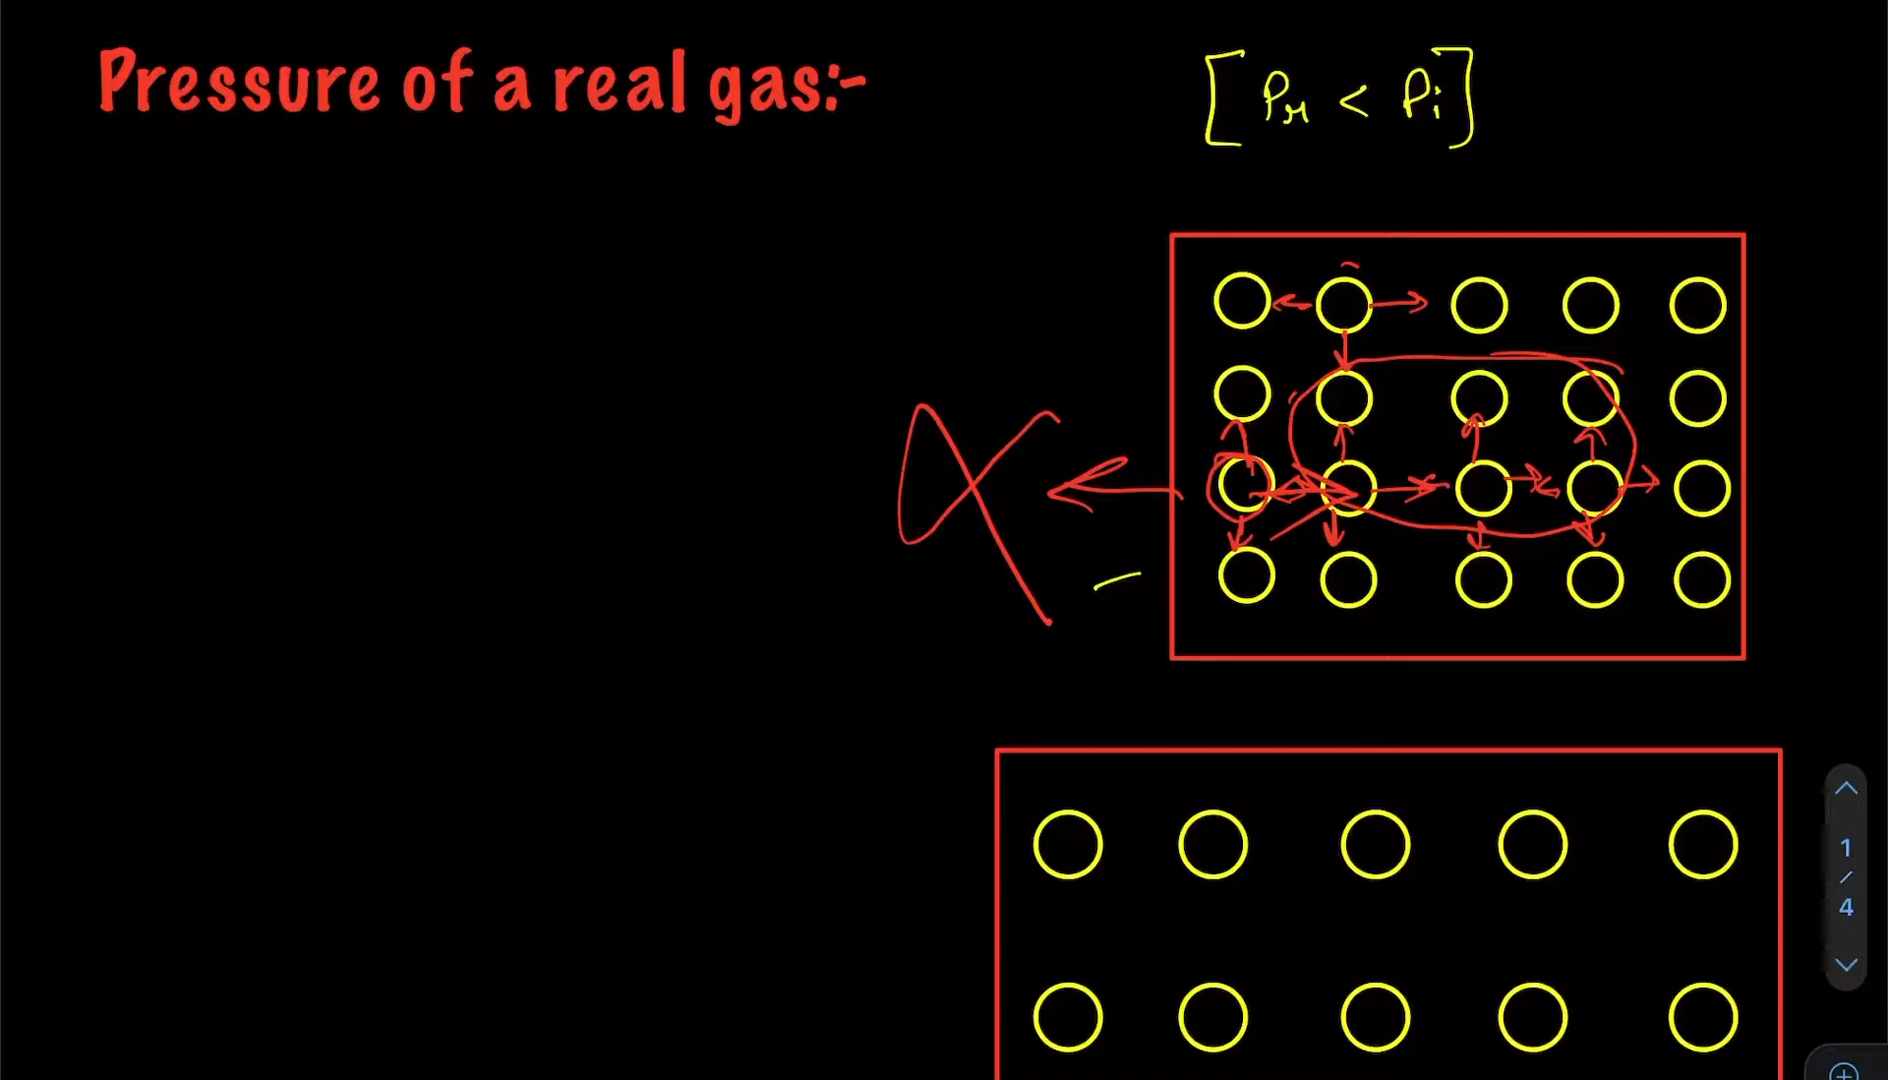 Pressure of a real gas:-
[ Pr < Pi ]
1
/
4